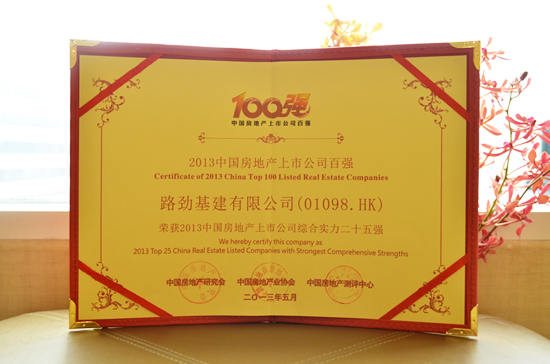 100强
中国房地产上市公司百强
2013中国房地产上市公司百强
Certificate of 2013 China Top 100 Listed Real Estate Companies
路劲基建有限公司(01098.HK)
荣获2013中国房地产上市公司综合实力二十五强
We hereby certify this company as
2013 Top 25 China Real Estate Listed Companies with Strongest Comprehensive Strengths
中国房地产研究会 中国房地产业协会 中国房地产测评中心
二〇一三年五月